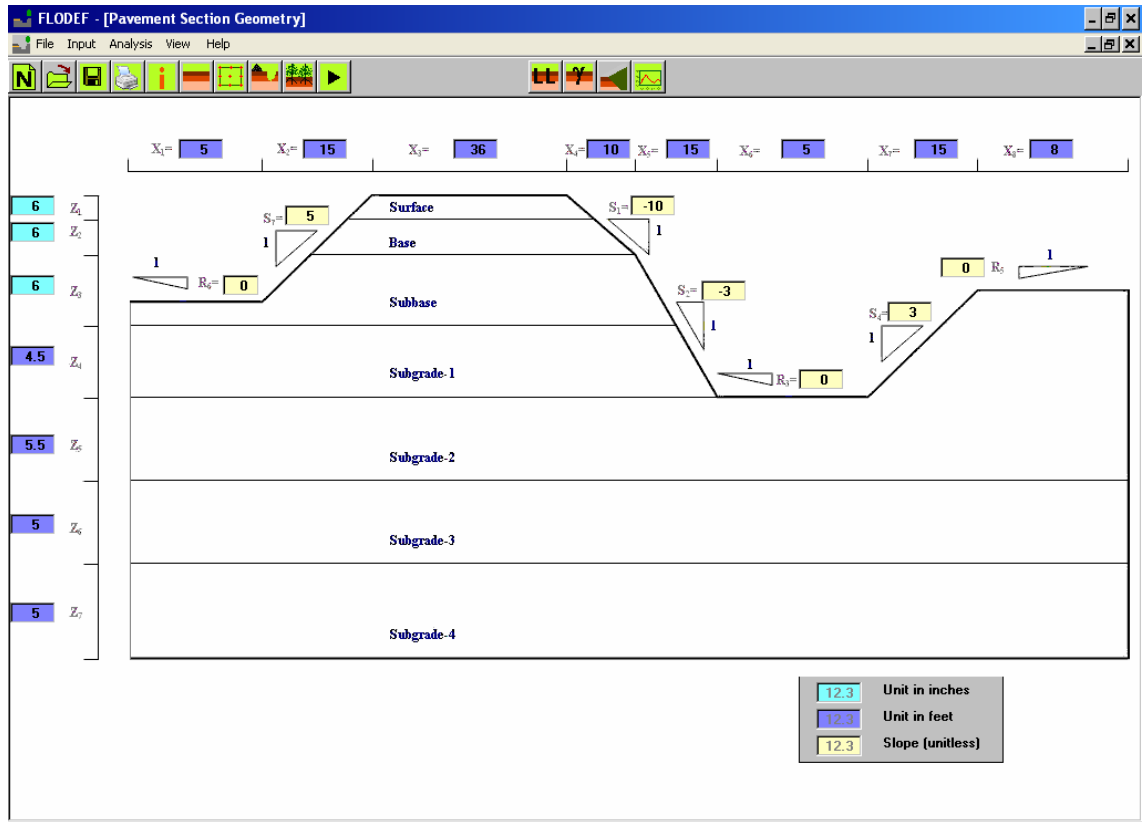 FLODEF - [Pavement Section Geometry]
File Input Analysis View Help
N i LL γ
X₁= 5 X₂= 15 X₃= 36 X₄= 10 X₅= 15 X₆= 5 X₇= 15 X₈= 8
6 Z₁ Surface
S₇= 5
S₁= -10
6 Z₂ Base
1
1
1
R₆= 0
0 R₅
1
6 Z₃ Subbase
S₂= -3
1
S₄= 3
1
4.5 Z₄ Subgrade-1
1
R₃= 0
5.5 Z₅ Subgrade-2
5 Z₆ Subgrade-3
5 Z₇ Subgrade-4
12.3 Unit in inches
12.3 Unit in feet
12.3 Slope (unitless)